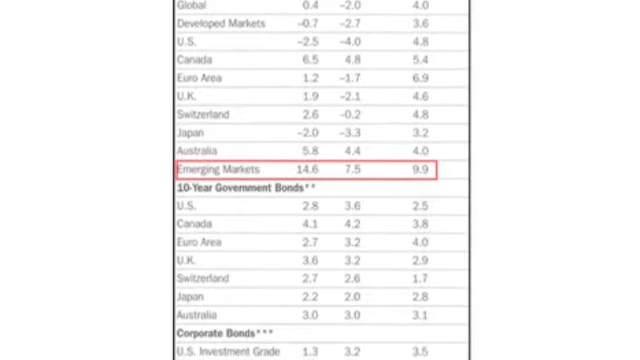 Global 0.4 –2.0 4.0
Developed Markets –0.7 –2.7 3.6
U.S. –2.5 –4.0 4.8
Canada 6.5 4.8 5.4
Euro Area 1.2 –1.7 6.9
U.K. 1.9 –2.1 4.6
Switzerland 2.6 –0.2 4.8
Japan –2.0 –3.3 3.2
Australia 5.8 4.4 4.0
Emerging Markets 14.6 7.5 9.9
10-Year Government Bonds**
U.S. 2.8 3.6 2.5
Canada 4.1 4.2 3.8
Euro Area 2.7 3.2 4.0
U.K. 3.6 3.2 2.9
Switzerland 2.7 2.6 1.7
Japan 2.2 2.0 2.8
Australia 3.0 3.0 3.1
Corporate Bonds***
U.S. Investment Grade 1.3 3.2 3.5